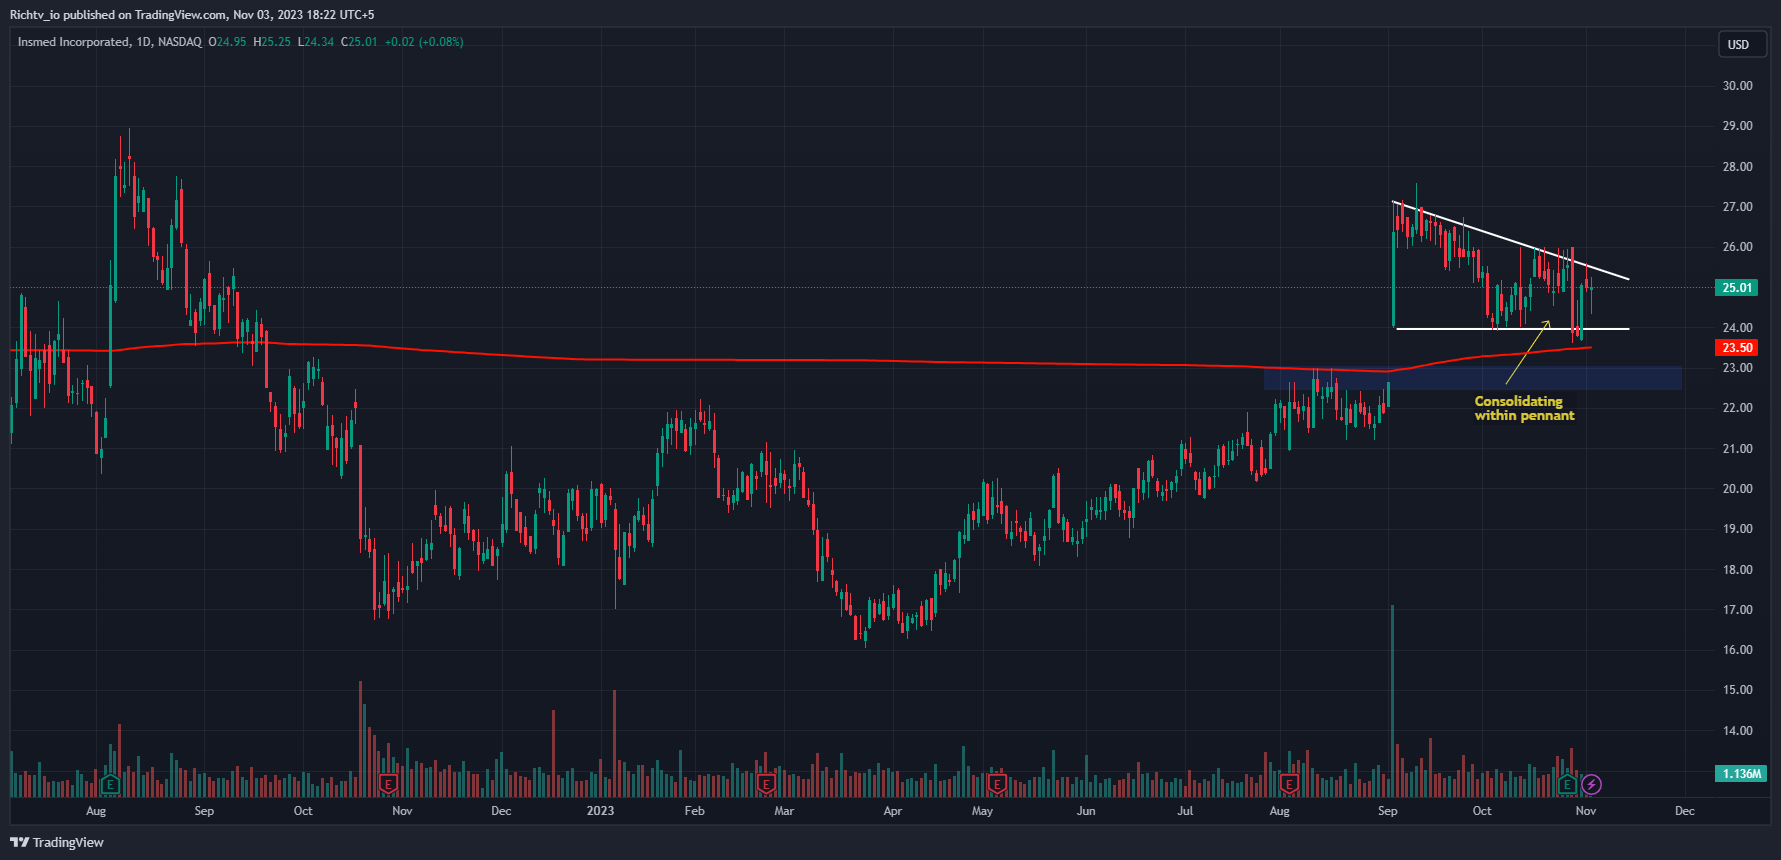 Richtv_io published on TradingView.com, Nov 03, 2023 18:22 UTC+5
Insmed Incorporated, 1D, NASDAQ O24.95 H25.25 L24.34 C25.01 +0.02 (+0.08%)
USD
30.00
29.00
28.00
27.00
26.00
25.01
24.00
23.50
23.00
22.00
21.00
20.00
19.00
18.00
17.00
16.00
15.00
14.00
1.136M
Consolidating
within pennant
E E E E E E
Aug Sep Oct Nov Dec 2023 Feb Mar Apr May Jun Jul Aug Sep Oct Nov Dec
TradingView